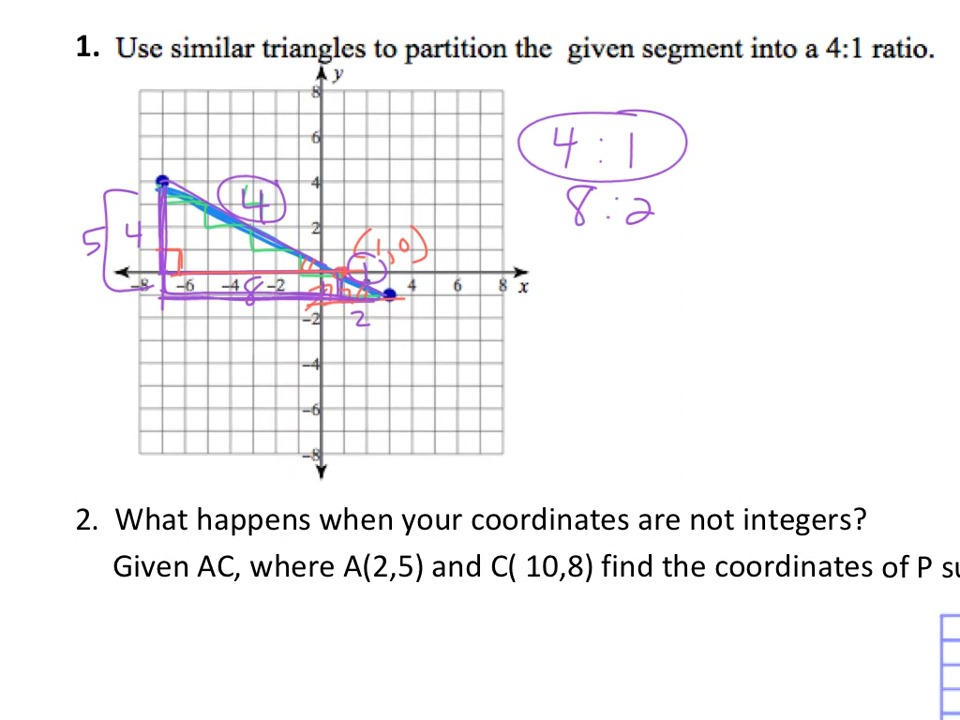 1. Use similar triangles to partition the given segment into a 4:1 ratio.
y
8
6
4
2
-8 -6 -4 -2 4 6 8 x
-2
-4
-6
-8
4 : 1
8 : 2
4
5 4
(1,0)
1
8
2
2. What happens when your coordinates are not integers?
Given AC, where A(2,5) and C( 10,8) find the coordinates of P su